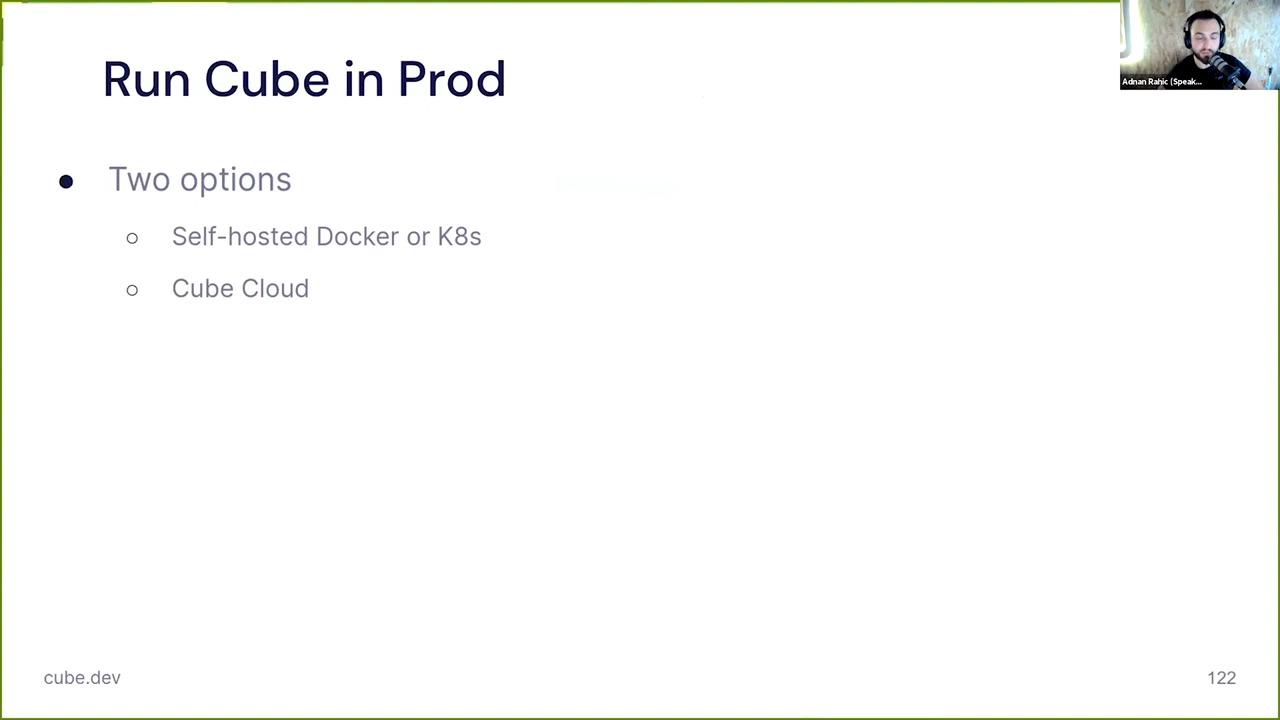 Run Cube in Prod
Adnan Rahic (Speak...
● Two options
○ Self-hosted Docker or K8s
○ Cube Cloud
cube.dev
122